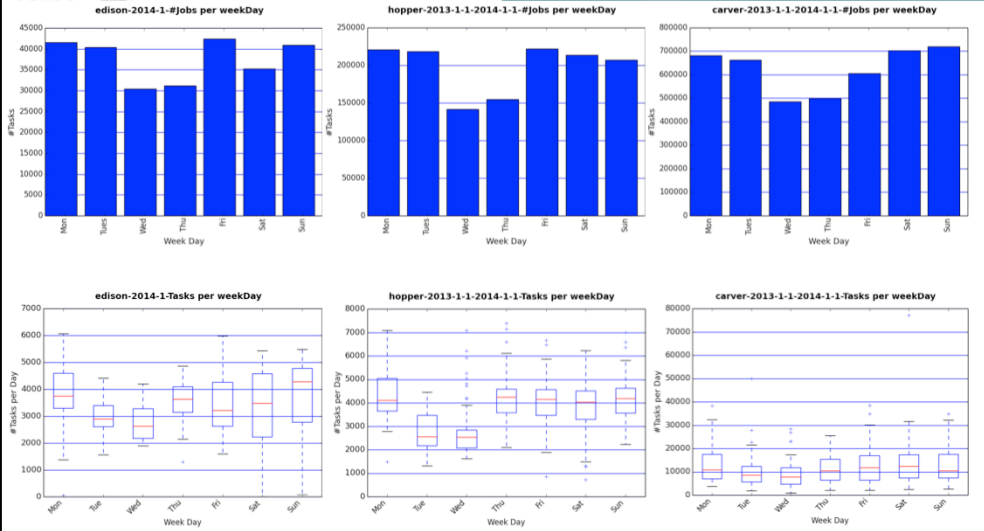 edison-2014-1-#Jobs per weekDay
45000
40000
35000
30000
25000
20000
15000
10000
5000
0
#Tasks
Mon
Tues
Wed
Thu
Fri
Sat
Sun
Week Day
hopper-2013-1-1-2014-1-1-#Jobs per weekDay
250000
200000
150000
100000
50000
0
#Tasks
Mon
Tues
Wed
Thu
Fri
Sat
Sun
Week Day
carver-2013-1-1-2014-1-1-#Jobs per weekDay
800000
700000
600000
500000
400000
300000
200000
100000
0
#Tasks
Mon
Tues
Wed
Thu
Fri
Sat
Sun
Week Day
edison-2014-1-Tasks per weekDay
7000
6000
5000
4000
3000
2000
1000
0
#Tasks per Day
Mon
Tue
Wed
Thu
Fri
Sat
Sun
Week Day
hopper-2013-1-1-2014-1-1-Tasks per weekDay
8000
7000
6000
5000
4000
3000
2000
1000
0
#Tasks per Day
Mon
Tue
Wed
Thu
Fri
Sat
Sun
Week Day
carver-2013-1-1-2014-1-1-Tasks per weekDay
80000
70000
60000
50000
40000
30000
20000
10000
0
#Tasks per Day
Mon
Tue
Wed
Thu
Fri
Sat
Sun
Week Day